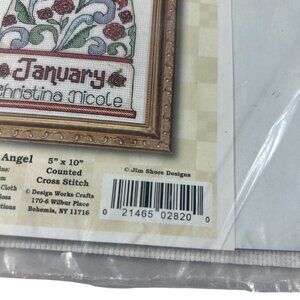 January
Christina Nicole
Angel
5" x 10"
Counted
Cross Stitch
© Jim Shore Designs
Cloth
© Design Works Crafts
170-6 Wilbur Place
Bohemia, NY 11716
0 21465 02820 0